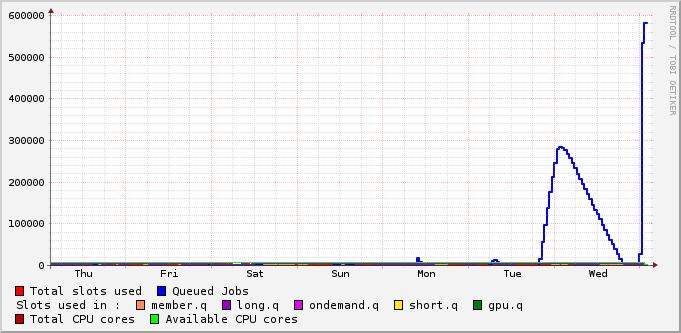 600000
500000
400000
300000
200000
100000
0
Thu Fri Sat Sun Mon Tue Wed
RRDTOOL / TOBI OETIKER
Total slots used Queued Jobs
Slots used in : member.q long.q ondemand.q short.q gpu.q
Total CPU cores Available CPU cores